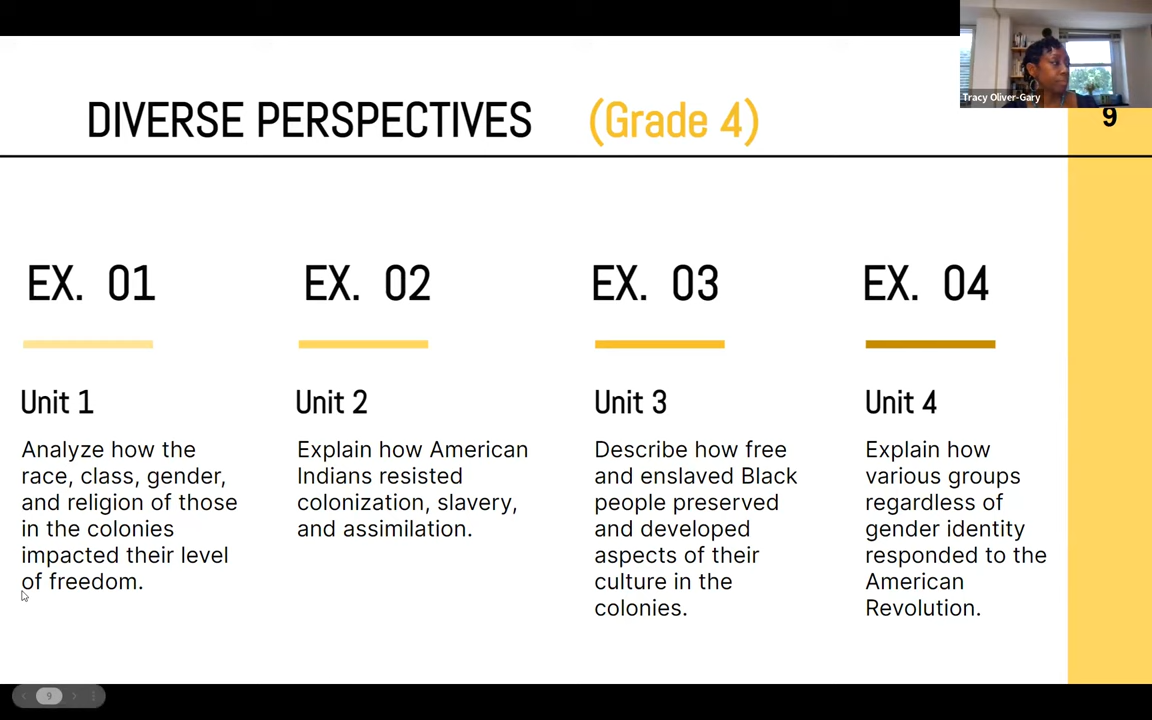 DIVERSE PERSPECTIVES (Grade 4)
Tracy Oliver-Gary
9
EX. 01
Unit 1
Analyze how the
race, class, gender,
and religion of those
in the colonies
impacted their level
of freedom.
EX. 02
Unit 2
Explain how American
Indians resisted
colonization, slavery,
and assimilation.
EX. 03
Unit 3
Describe how free
and enslaved Black
people preserved
and developed
aspects of their
culture in the
colonies.
EX. 04
Unit 4
Explain how
various groups
regardless of
gender identity
responded to the
American
Revolution.
9